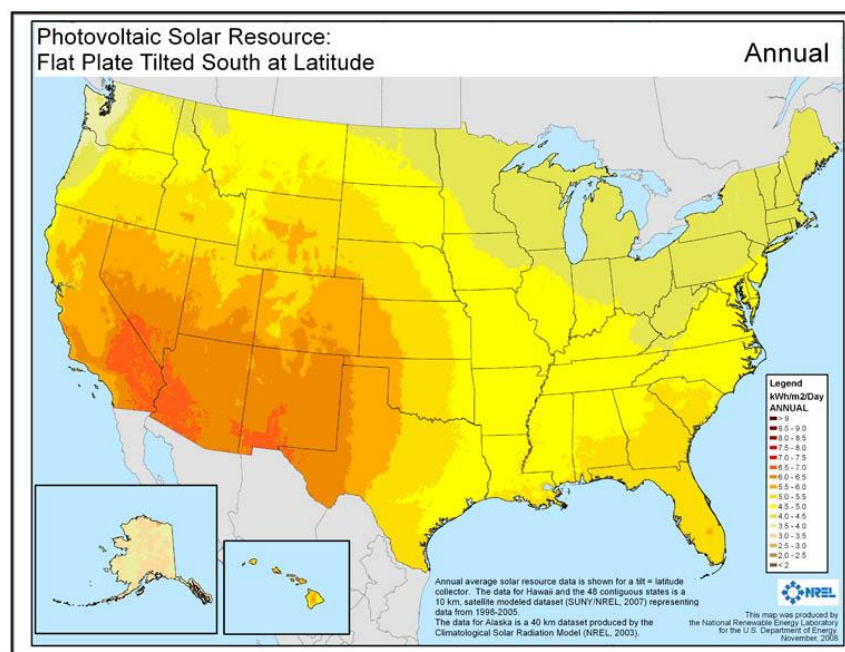 Photovoltaic Solar Resource:
Flat Plate Tilted South at Latitude
Annual
Legend
kWh/m2/Day
ANNUAL
> 9
8.5 - 9.0
8.0 - 8.5
7.5 - 8.0
7.0 - 7.5
6.5 - 7.0
6.0 - 6.5
5.5 - 6.0
5.0 - 5.5
4.5 - 5.0
4.0 - 4.5
3.5 - 4.0
3.0 - 3.5
2.5 - 3.0
2.0 - 2.5
< 2
Annual average solar resource data is shown for a tilt = latitude
collector. The data for Hawaii and the 48 contiguous states is a
10 km, satellite modeled dataset (SUNY/NREL, 2007) representing
data from 1998-2005.
The data for Alaska is a 40 km dataset produced by the
Climatological Solar Radiation Model (NREL, 2003).
NREL
This map was produced by
the National Renewable Energy Laboratory
for the U.S. Department of Energy.
November, 2008